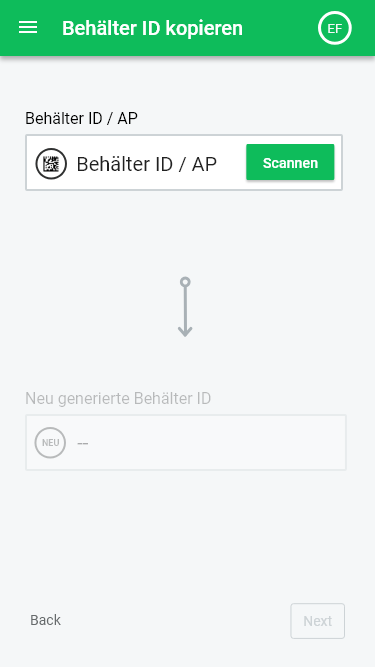 Behälter ID kopieren
EF
Behälter ID / AP
Behälter ID / AP
Scannen
Neu generierte Behälter ID
NEU
--
Back
Next